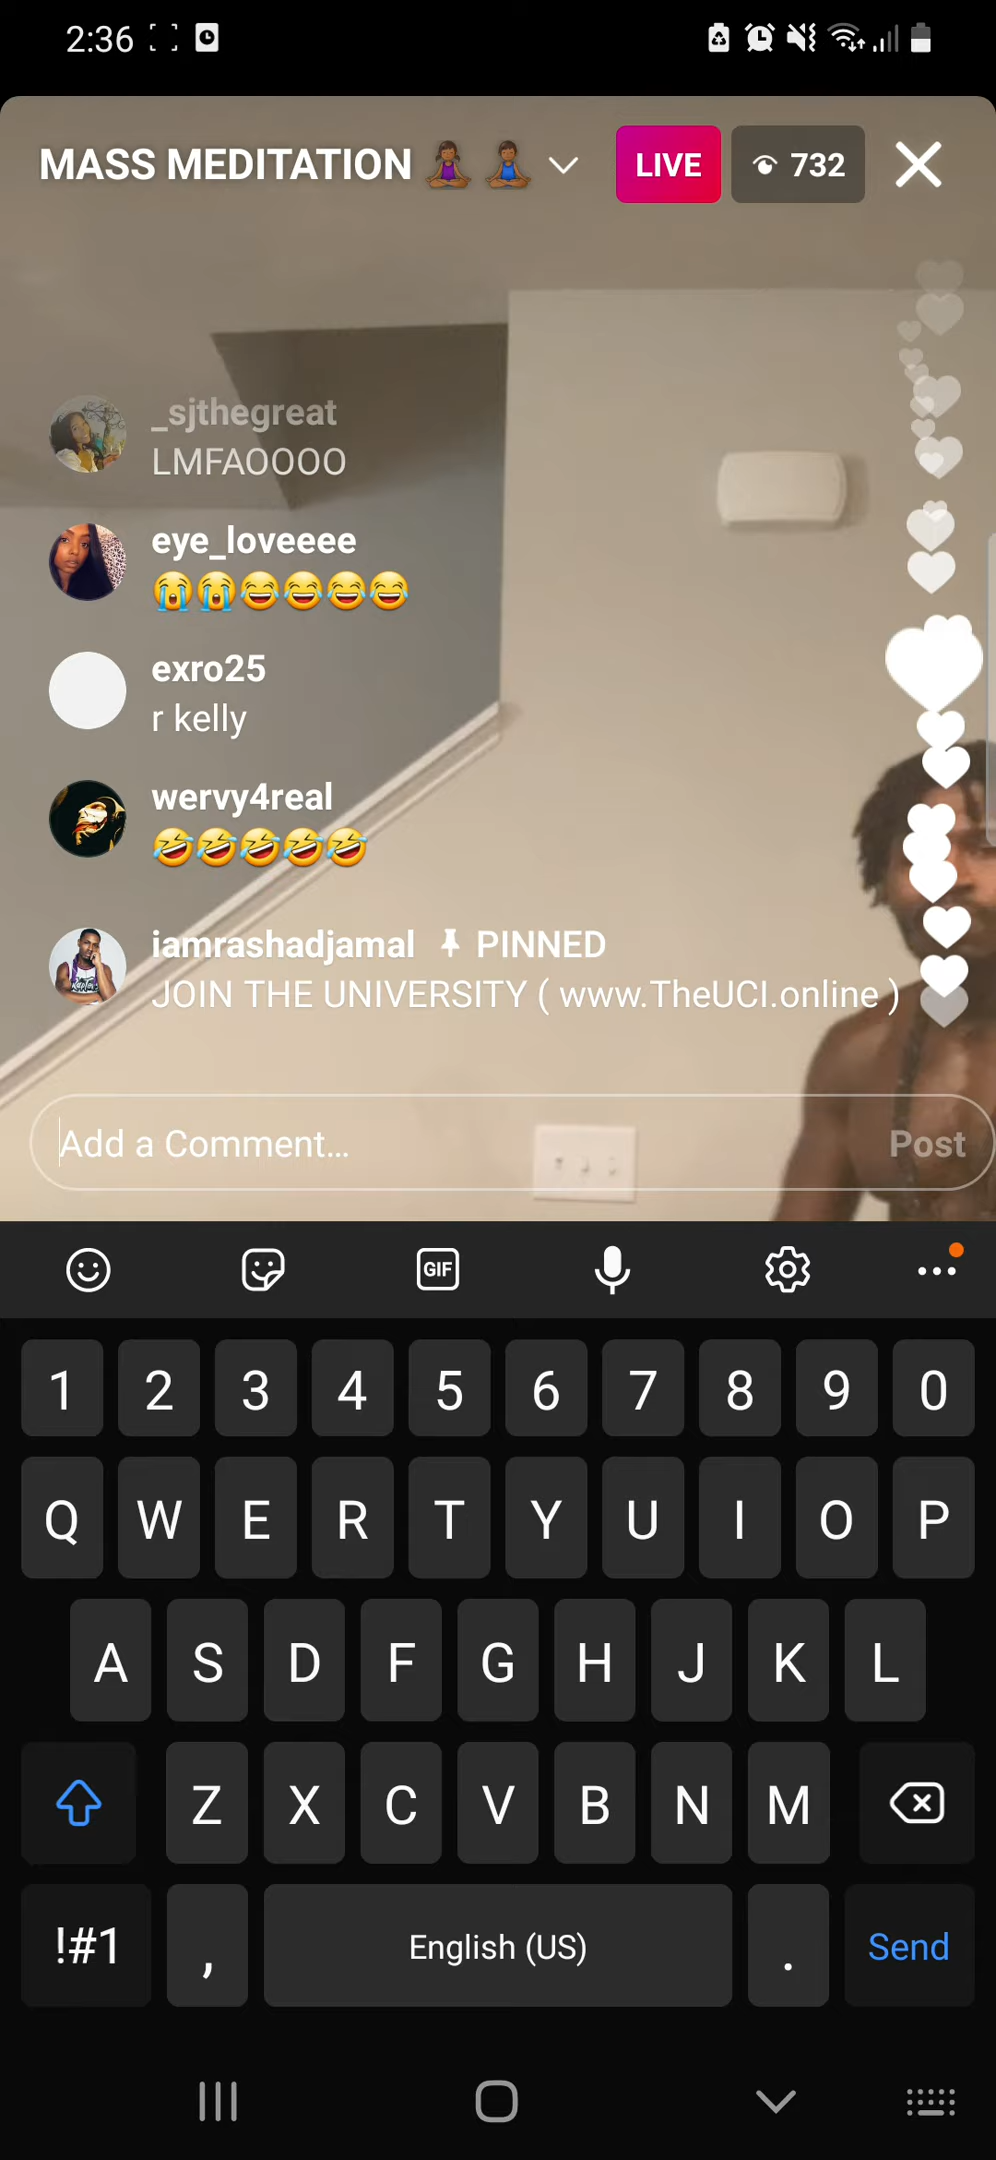 2:36
MASS MEDITATION 🧘🏾‍♀️ 🧘🏾‍♂️ LIVE 732
_sjthegreat
LMFAOOOO
eye_loveeee
😭😭😂😂😂😂
exro25
r kelly
wervy4real
🤣🤣🤣🤣🤣
iamrashadjamal 📌 PINNED
JOIN THE UNIVERSITY ( www.TheUCI.online )
Add a Comment... Post
GIF
1 2 3 4 5 6 7 8 9 0
Q W E R T Y U I O P
A S D F G H J K L
Z X C V B N M
!#1 , English (US) . Send